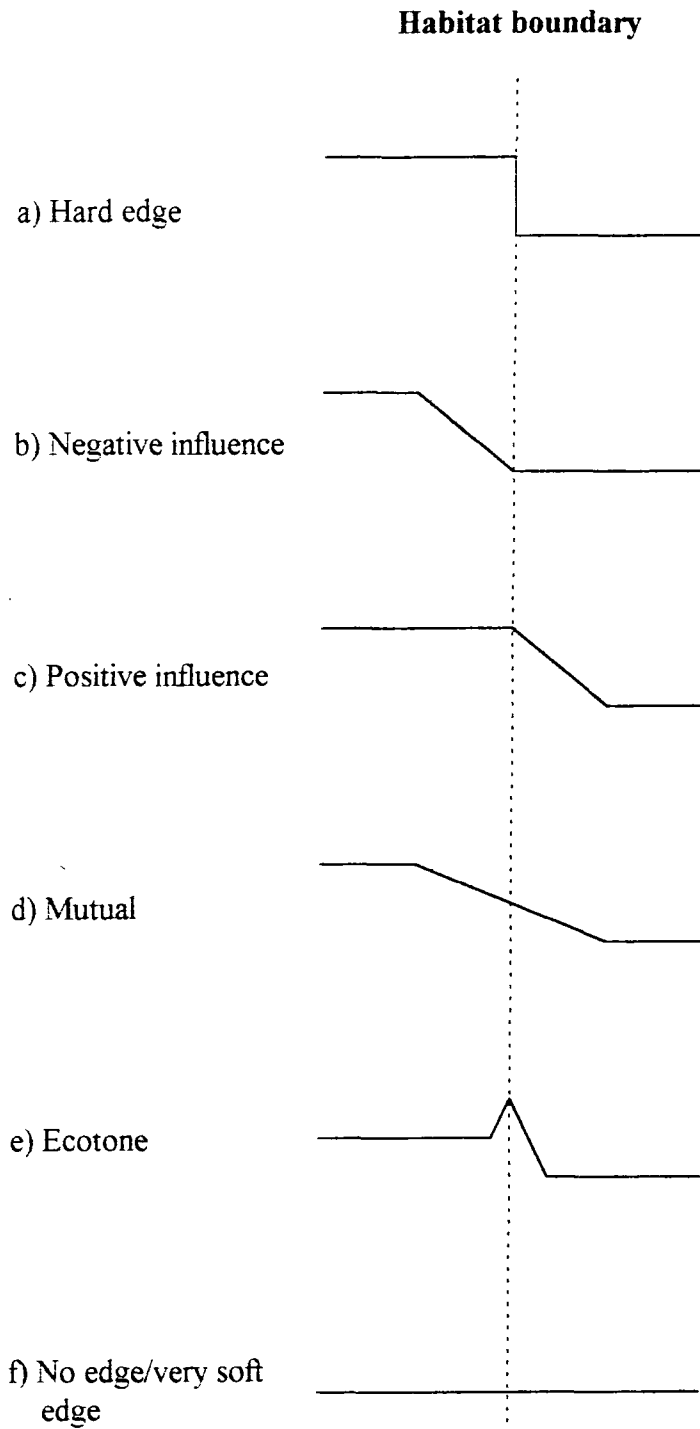 Habitat boundary
a) Hard edge
b) Negative influence
c) Positive influence
d) Mutual
e) Ecotone
f) No edge/very soft
edge